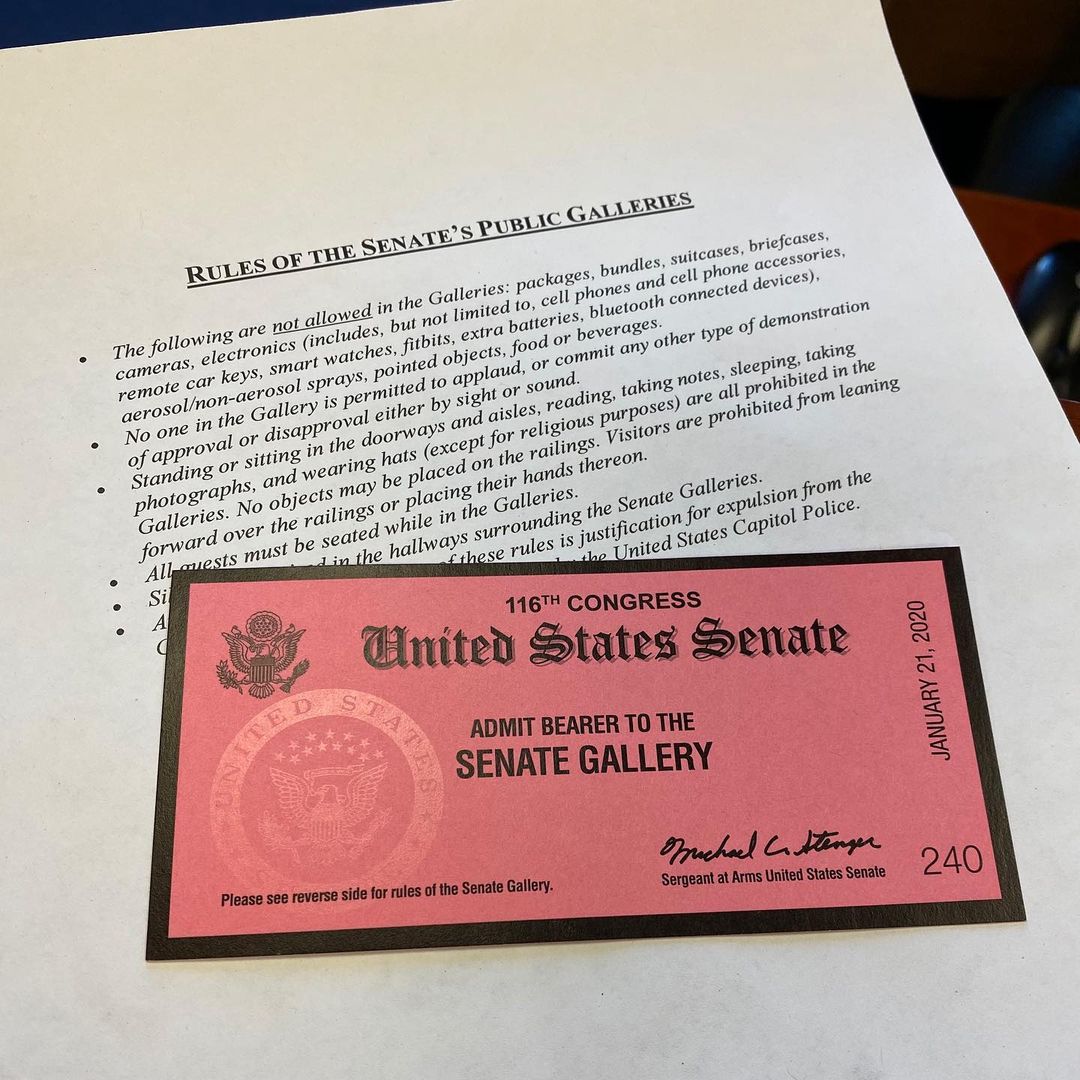 RULES OF THE SENATE'S PUBLIC GALLERIES
• The following are not allowed in the Galleries: packages, bundles, suitcases, briefcases,
cameras, electronics (includes, but not limited to, cell phones and cell phone accessories,
remote car keys, smart watches, fitbits, extra batteries, bluetooth connected devices),
aerosol/non-aerosol sprays, pointed objects, food or beverages.
• No one in the Gallery is permitted to applaud, or commit any other type of demonstration
of approval or disapproval either by sight or sound.
• Standing or sitting in the doorways and aisles, reading, taking notes, sleeping, taking
photographs, and wearing hats (except for religious purposes) are all prohibited in the
Galleries. No objects may be placed on the railings. Visitors are prohibited from leaning
forward over the railings or placing their hands thereon.
• All guests must be seated while in the Galleries.
• in the hallways surrounding the Senate Galleries.
• of these rules is justification for expulsion from the
the United States Capitol Police.
116TH CONGRESS
United States Senate
ADMIT BEARER TO THE
SENATE GALLERY
JANUARY 21, 2020
UNITED STATES
Michael C. Stenger
Sergeant at Arms United States Senate
240
Please see reverse side for rules of the Senate Gallery.